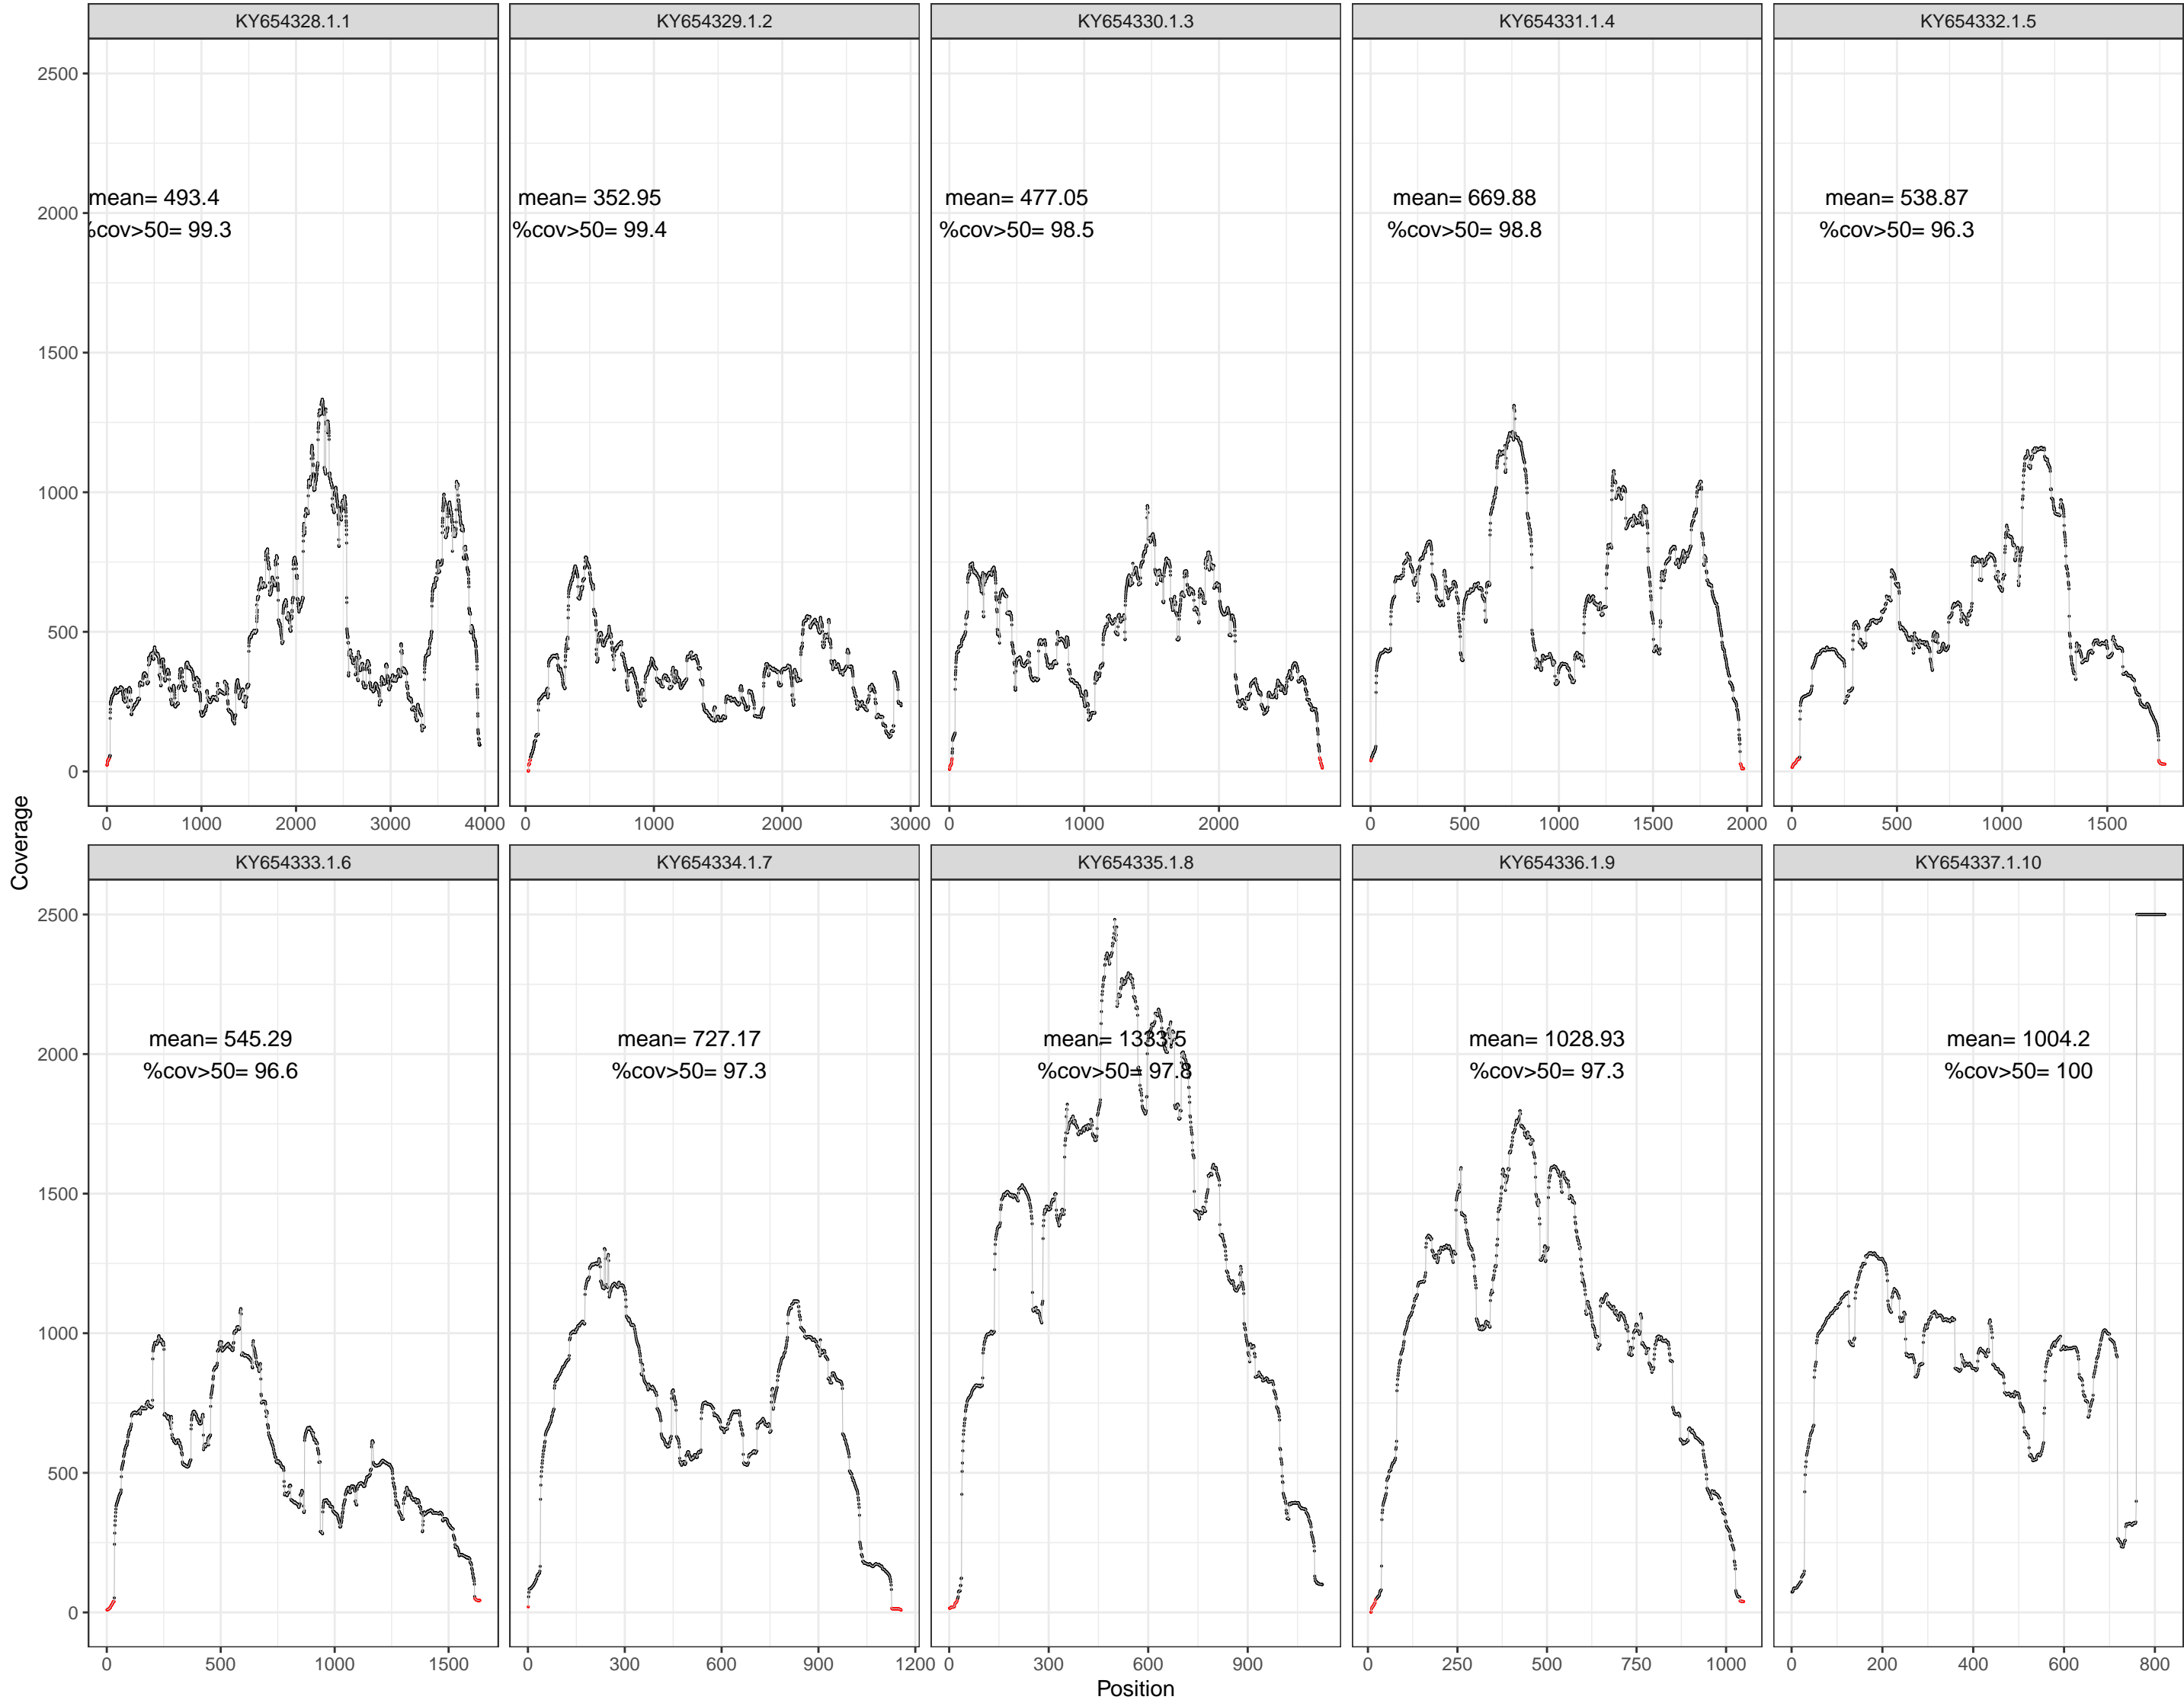 KY654328.1.1 KY654329.1.2 KY654330.1.3 KY654331.1.4 KY654332.1.5
2500
mean= 493.4 mean= 352.95 mean= 477.05 mean= 669.88 mean= 538.87
2000
%cov>50= 99.3 %cov>50= 99.4 %cov>50= 98.5 %cov>50= 98.8 %cov>50= 96.3
1500
1000
500
0
0 1000 2000 3000 4000 0 1000 2000 3000 0 1000 2000 0 500 1000 1500 2000 0 500 1000 1500
Coverage
KY654333.1.6 KY654334.1.7 KY654335.1.8 KY654336.1.9 KY654337.1.10
2500
mean= 545.29 mean= 727.17 mean= 1333.5 mean= 1028.93 mean= 1004.2
2000
%cov>50= 96.6 %cov>50= 97.3 %cov>50= 97.8 %cov>50= 97.3 %cov>50= 100
1500
1000
500
0
0 500 1000 1500 0 300 600 900 1200 0 300 600 900 0 250 500 750 1000 0 200 400 600 800
Position